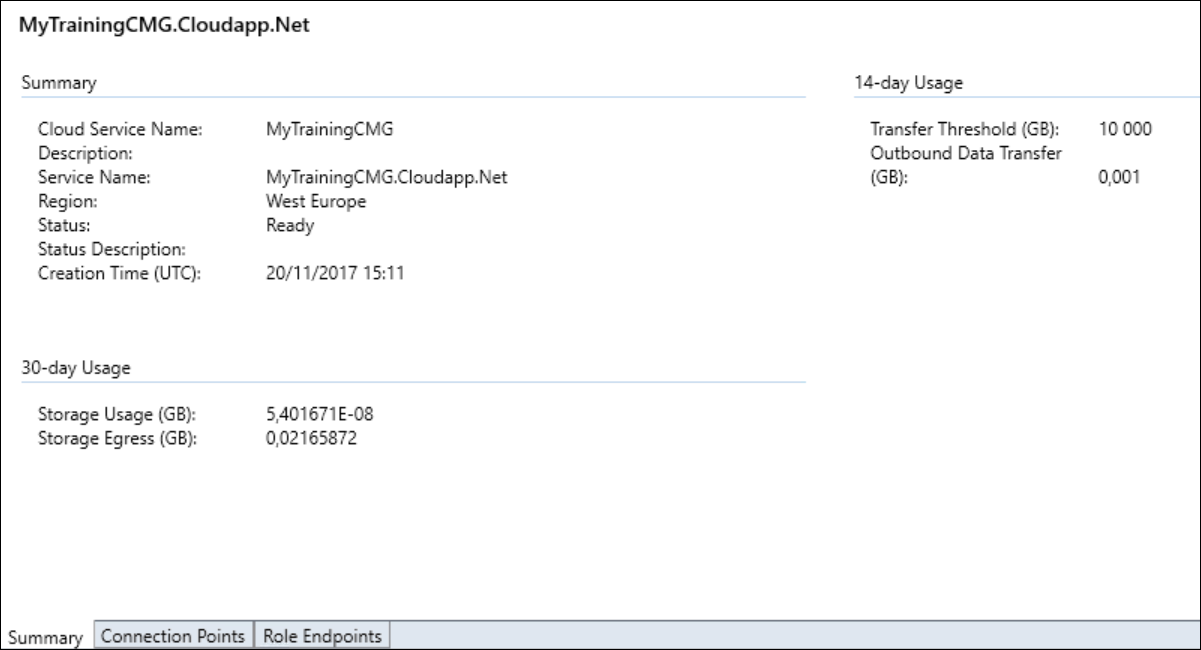 MyTrainingCMG.Cloudapp.Net
Summary
Cloud Service Name: MyTrainingCMG
Description:
Service Name: MyTrainingCMG.Cloudapp.Net
Region: West Europe
Status: Ready
Status Description:
Creation Time (UTC): 20/11/2017 15:11
14-day Usage
Transfer Threshold (GB): 10 000
Outbound Data Transfer
(GB): 0,001
30-day Usage
Storage Usage (GB): 5,401671E-08
Storage Egress (GB): 0,02165872
Summary Connection Points Role Endpoints